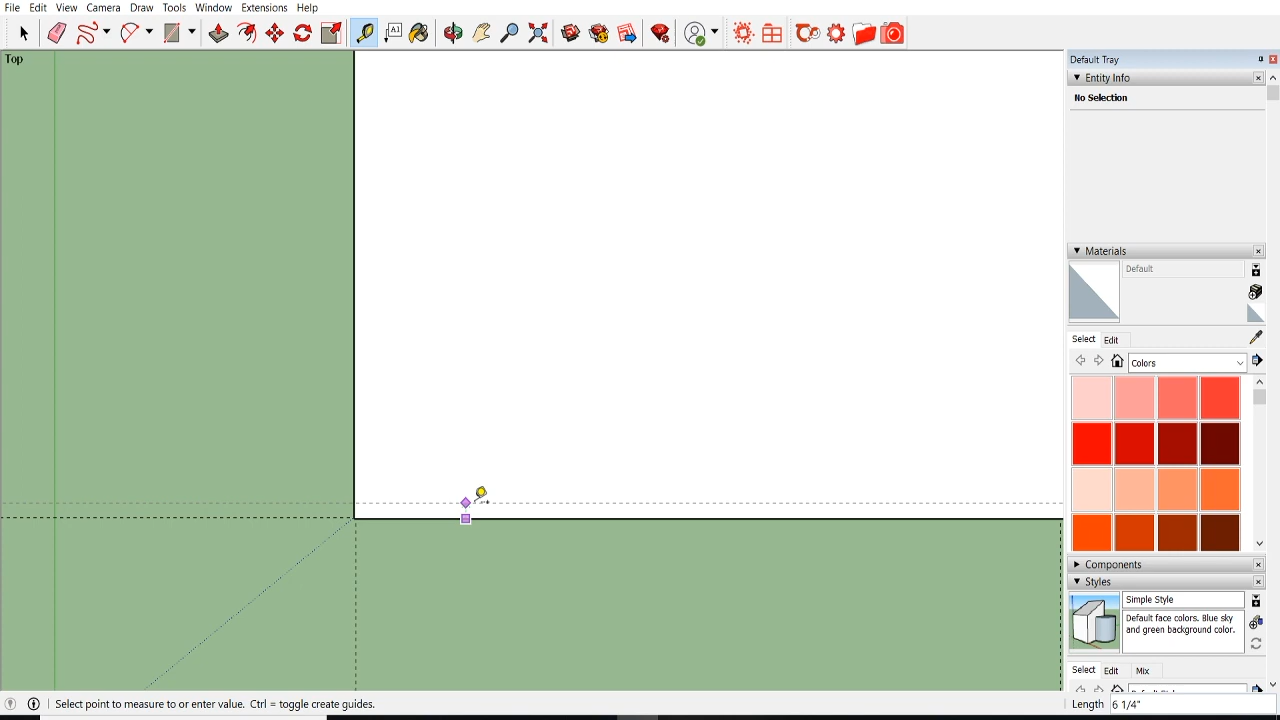 File Edit View Camera Draw Tools Window Extensions Help
A1
Top
Default Tray
Entity Info
No Selection
Materials
Default
Select Edit
Colors
Components
Styles
Simple Style
Default face colors. Blue sky
and green background color.
Select Edit Mix
Select point to measure to or enter value. Ctrl = toggle create guides.
Length 6 1/4"